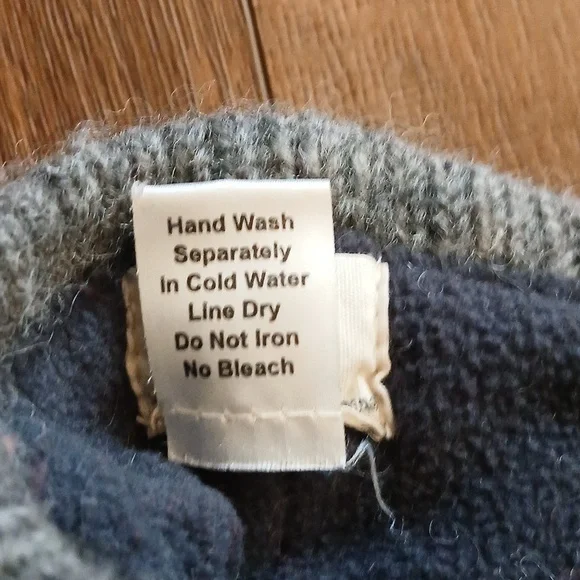 Hand Wash
Separately
in Cold Water
Line Dry
Do Not Iron
No Bleach